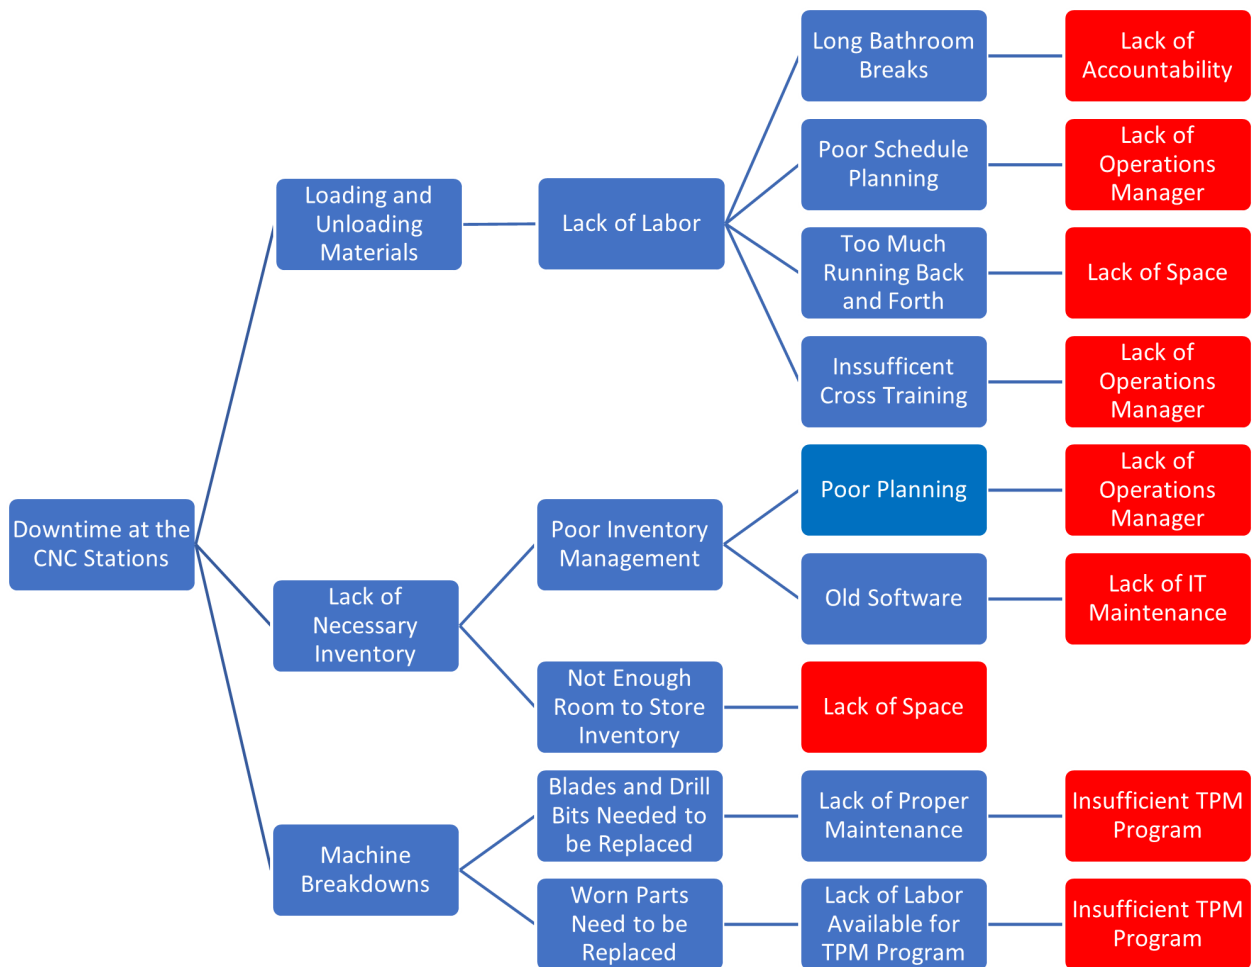 Long Bathroom
Breaks
Lack of
Accountability
Poor Schedule
Planning
Lack of
Operations
Manager
Loading and
Unloading
Materials
Lack of Labor
Too Much
Running Back
and Forth
Lack of Space
Inssufficent
Cross Training
Lack of
Operations
Manager
Downtime at the
CNC Stations
Lack of
Necessary
Inventory
Poor Inventory
Management
Poor Planning
Lack of
Operations
Manager
Old Software
Lack of IT
Maintenance
Not Enough
Room to Store
Inventory
Lack of Space
Machine
Breakdowns
Blades and Drill
Bits Needed to
be Replaced
Lack of Proper
Maintenance
Insufficient TPM
Program
Worn Parts
Need to be
Replaced
Lack of Labor
Available for
TPM Program
Insufficient TPM
Program